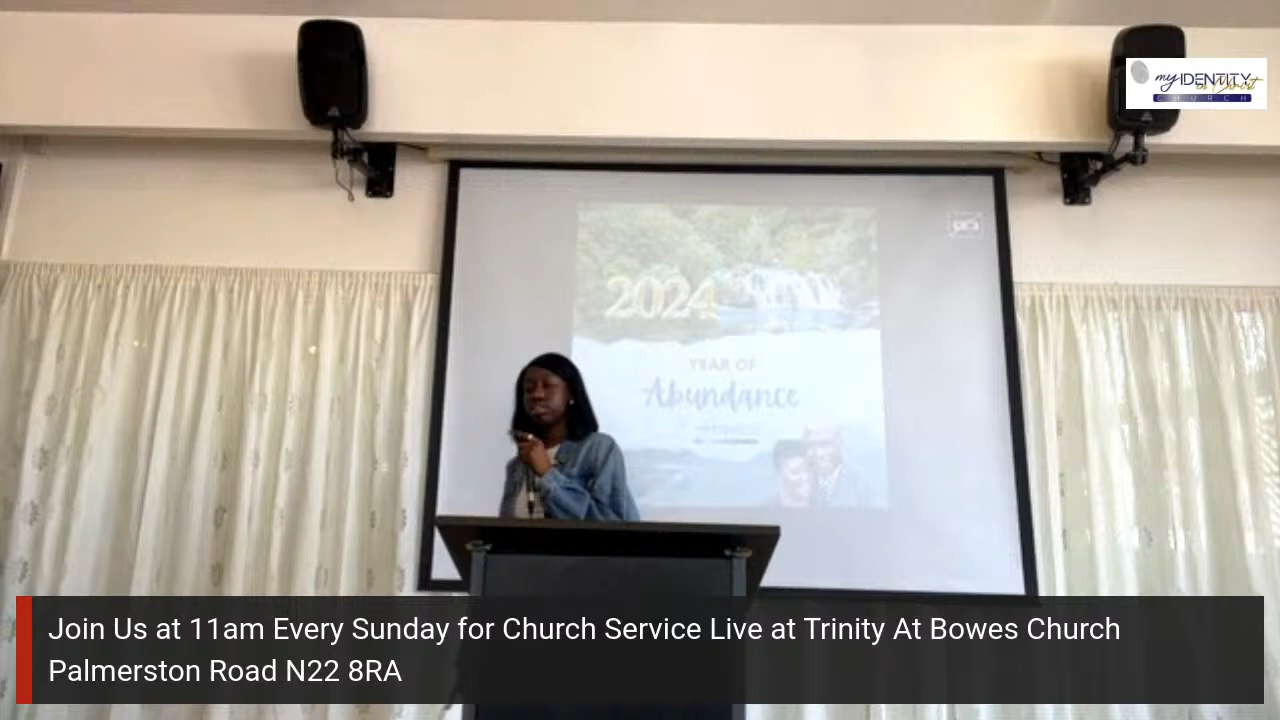 my IDENTITY
in Christ
CHURCH
2024
YEAR OF
Abundance
Join Us at 11am Every Sunday for Church Service Live at Trinity At Bowes Church
Palmerston Road N22 8RA